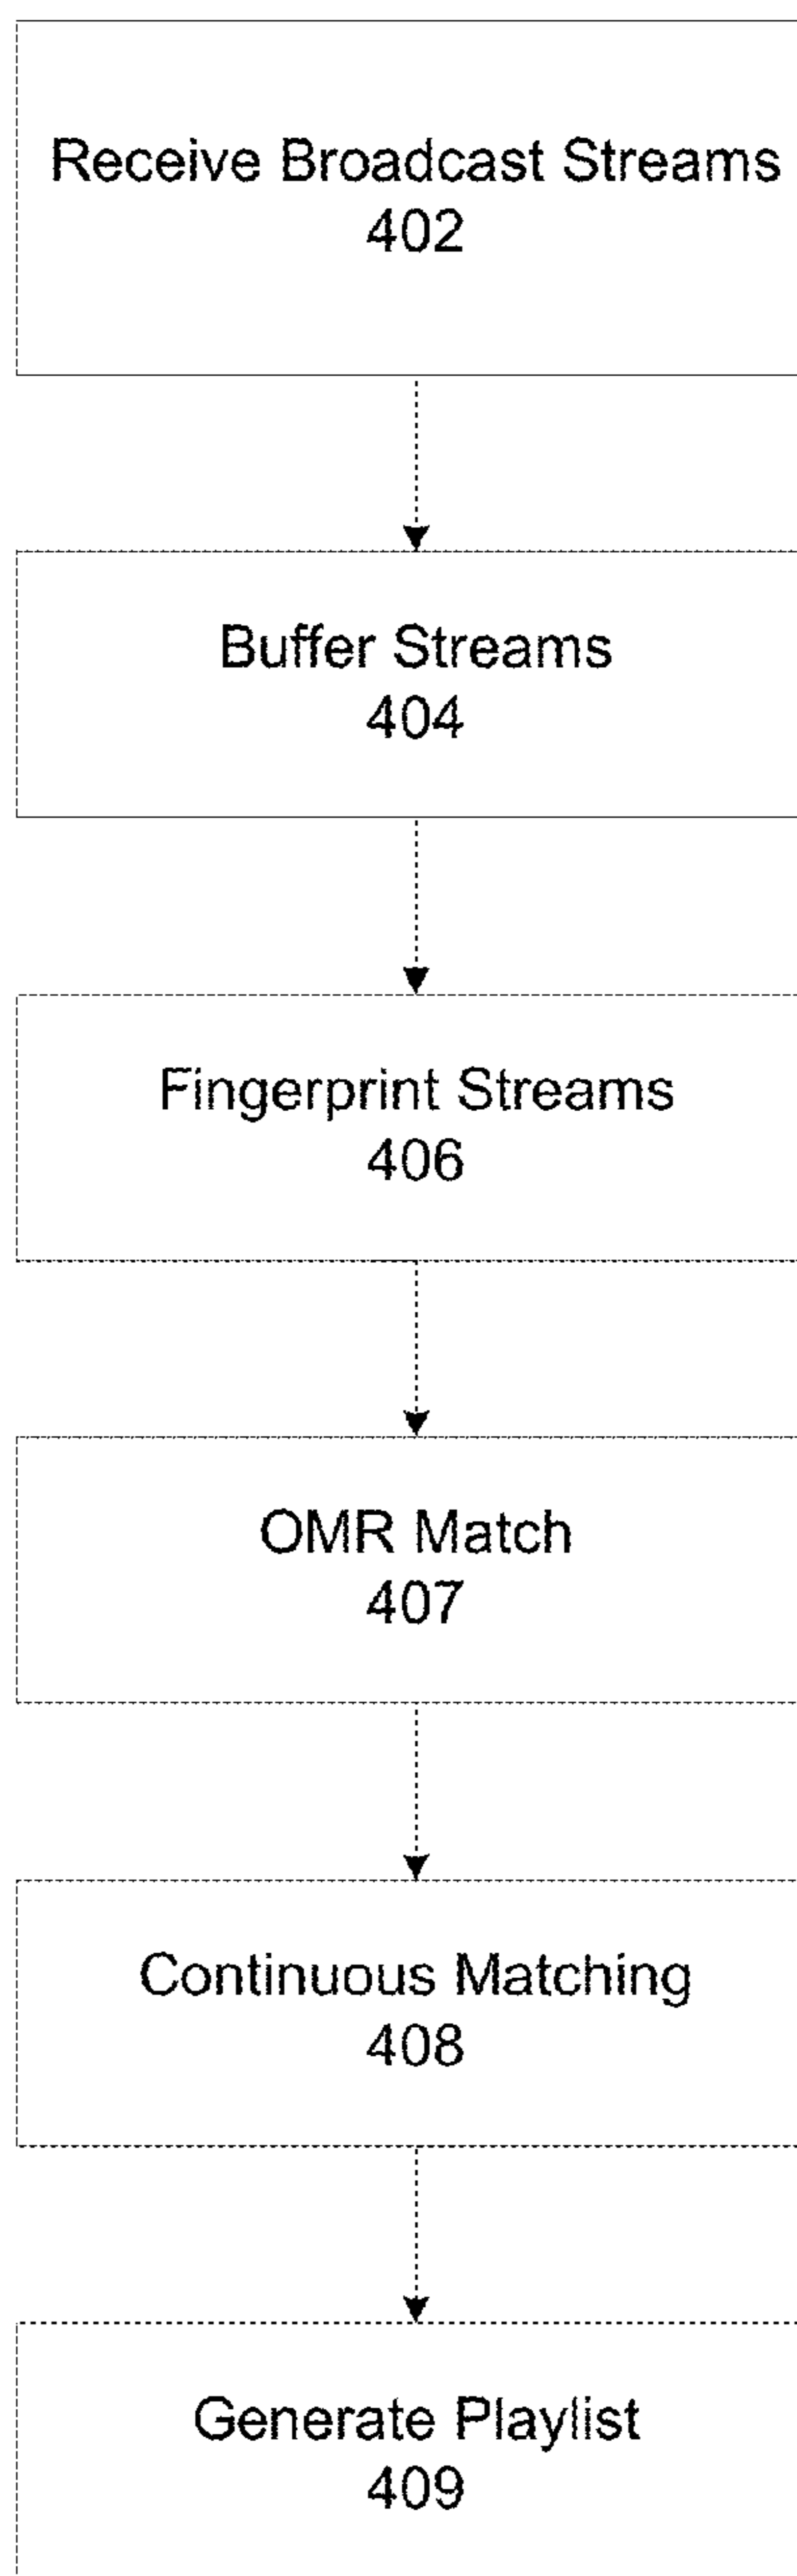 Receive Broadcast Streams
402
Buffer Streams
404
Fingerprint Streams
406
OMR Match
407
Continuous Matching
408
Generate Playlist
409